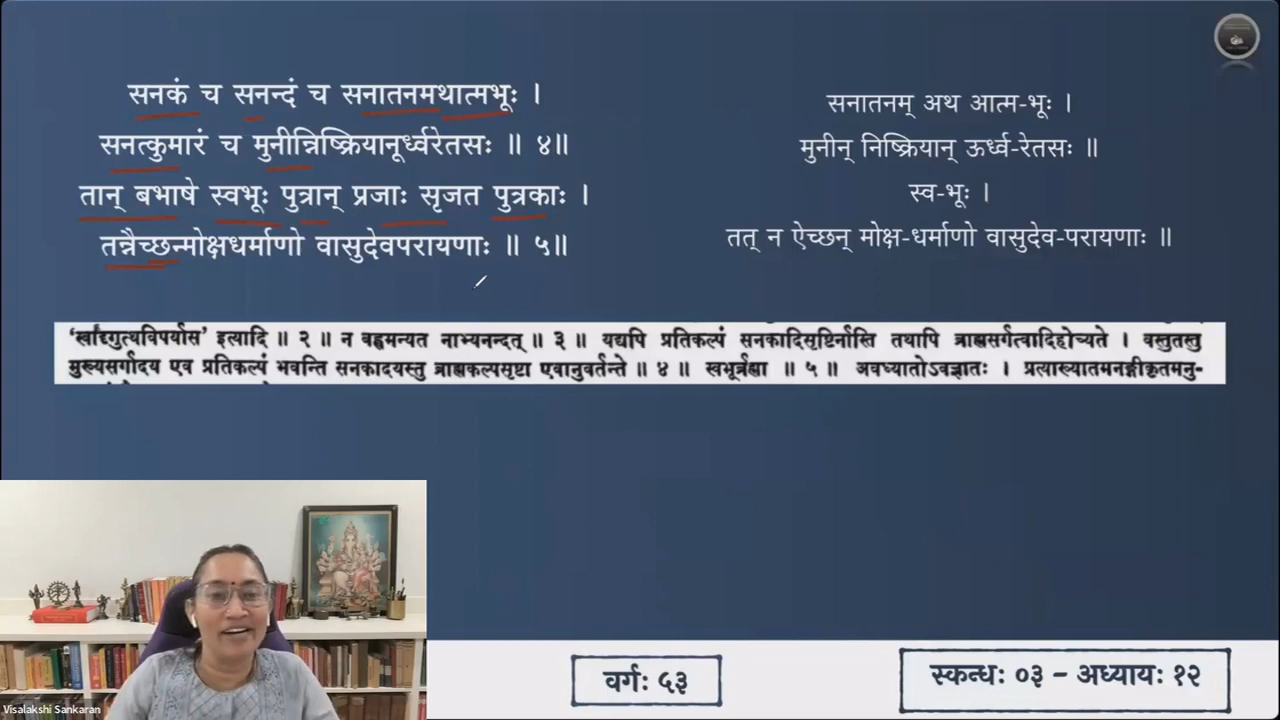 सनकं च सनन्दं च सनातनमथात्मभूः ।
सनत्कुमारं च मुनीन्निष्क्रियानूर्ध्वरेतसः ॥ ४॥
तान् बभाषे स्वभूः पुत्रान् प्रजाः सृजत पुत्रकाः ।
तन्नैच्छन्मोक्षधर्माणो वासुदेवपरायणाः ॥ ५॥
सनातनम् अथ आत्म-भूः ।
मुनीन् निष्क्रियान् ऊर्ध्व-रेतसः ॥
स्व-भूः ।
तत् न ऐच्छन् मोक्ष-धर्माणो वासुदेव-परायणाः ॥
इत्यादि ॥ २ ॥ न बह्वमन्यत नाभ्यनन्दत् ॥ ३ ॥ यद्यपि प्रतिकल्पं सनकादिसृष्टिर्नास्ति तथापि ब्राह्मसर्गत्वादिहोच्यते । वस्तुतस्तु
मुख्यसर्गादय एव प्रतिकल्पं भवन्ति सनकादयस्तु ब्राह्मकल्पसृष्टा एवानुवर्तन्ते ॥ ४ ॥ स्वभूर्ब्रह्मा ॥ ५ ॥ अवध्यातोऽवज्ञातः । प्रत्याख्यातमनङ्गीकृतमनु-
Visalakshi Sankaran
वर्गः ५३
स्कन्धः ०३ - अध्यायः १२